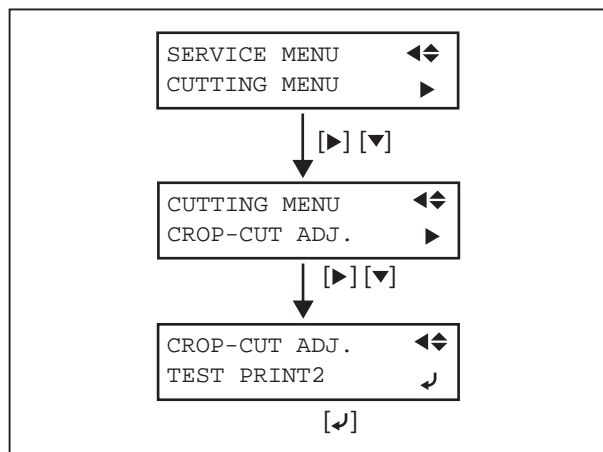 SERVICE MENU ◀◆
CUTTING MENU ▶
[▶] [▼]
CUTTING MENU ◀◆
CROP-CUT ADJ. ▶
[▶] [▼]
CROP-CUT ADJ. ◀◆
TEST PRINT2 ↵
[↵]